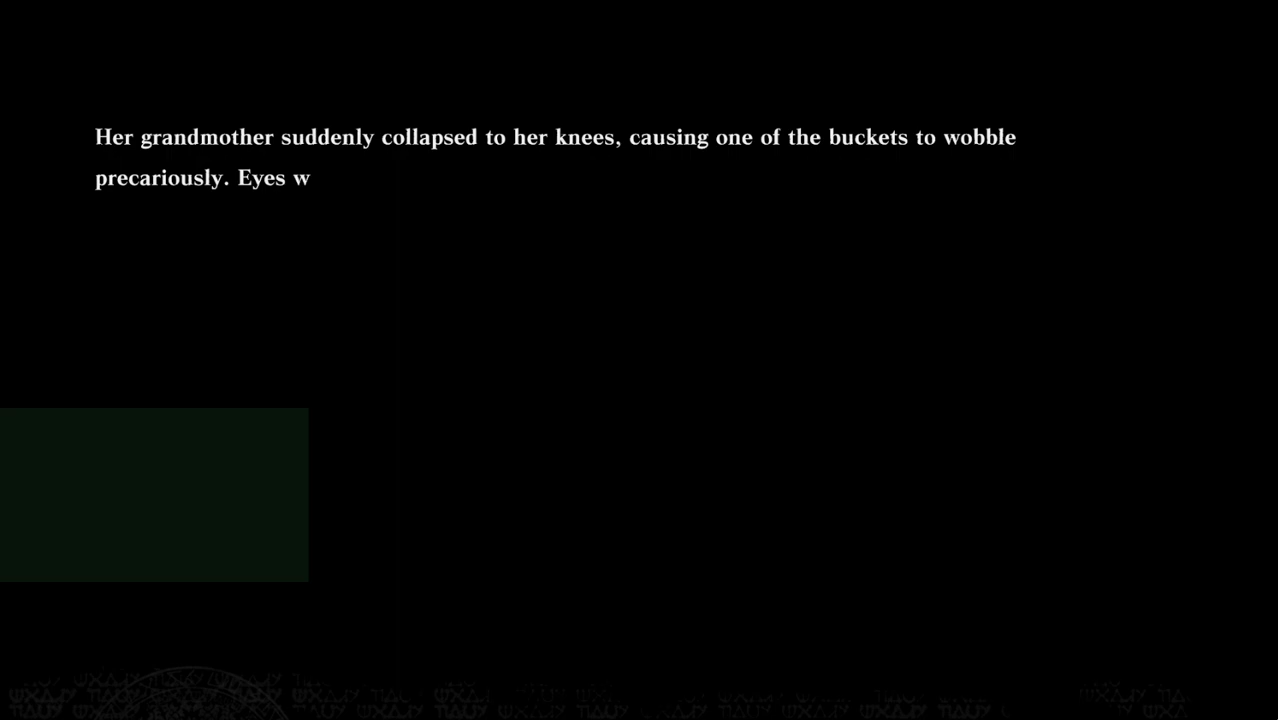 Her grandmother suddenly collapsed to her knees, causing one of the buckets to wobble
precariously. Eyes w